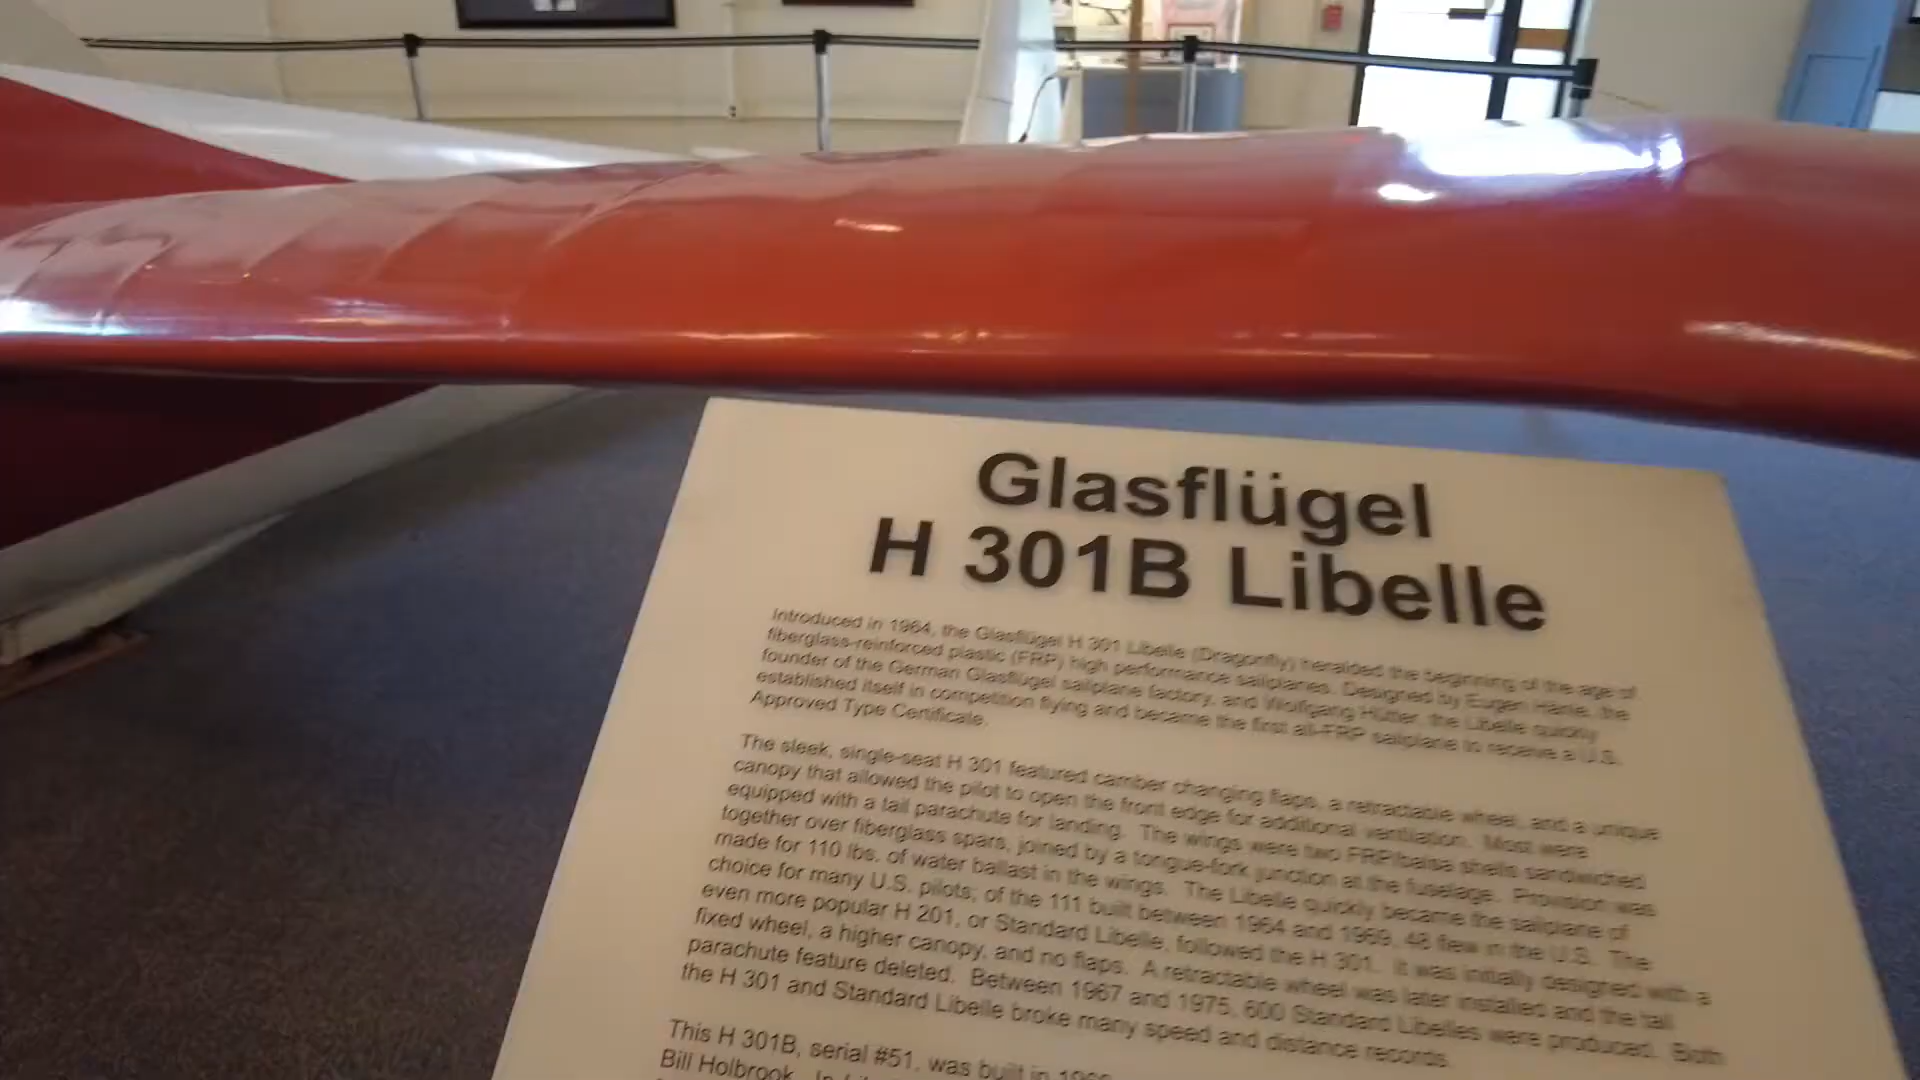 Glasflügel
H 301B Libelle
Introduced in 1964, the Glasflügel H 301 Libelle (Dragonfly) heralded the beginning of the age of
fiberglass-reinforced plastic (FRP) high performance sailplanes. Designed by Eugen Hänle, the
founder of the German Glasflügel sailplane factory, and Wolfgang Hütter, the Libelle quickly
established itself in competition flying and became the first all-FRP sailplane to receive a U.S.
Approved Type Certificate.
The sleek, single-seat H 301 featured camber changing flaps, a retractable wheel, and a unique
canopy that allowed the pilot to open the front edge for additional ventilation. Most were
equipped with a tail parachute for landing. The wings were two FRP/balsa shells sandwiched
together over fiberglass spars, joined by a tongue-fork junction at the fuselage. Provision was
made for 110 lbs. of water ballast in the wings. The Libelle quickly became the sailplane of
choice for many U.S. pilots; of the 111 built between 1964 and 1969, 48 flew in the U.S. The
even more popular H 201, or Standard Libelle, followed the H 301. It was initially designed with a
fixed wheel, a higher canopy, and no flaps. A retractable wheel was later installed and the tail
parachute feature deleted. Between 1967 and 1975, 600 Standard Libelles were produced. Both
the H 301 and Standard Libelle broke many speed and distance records.
This H 301B, serial #51, was built in
Bill Holbrook.